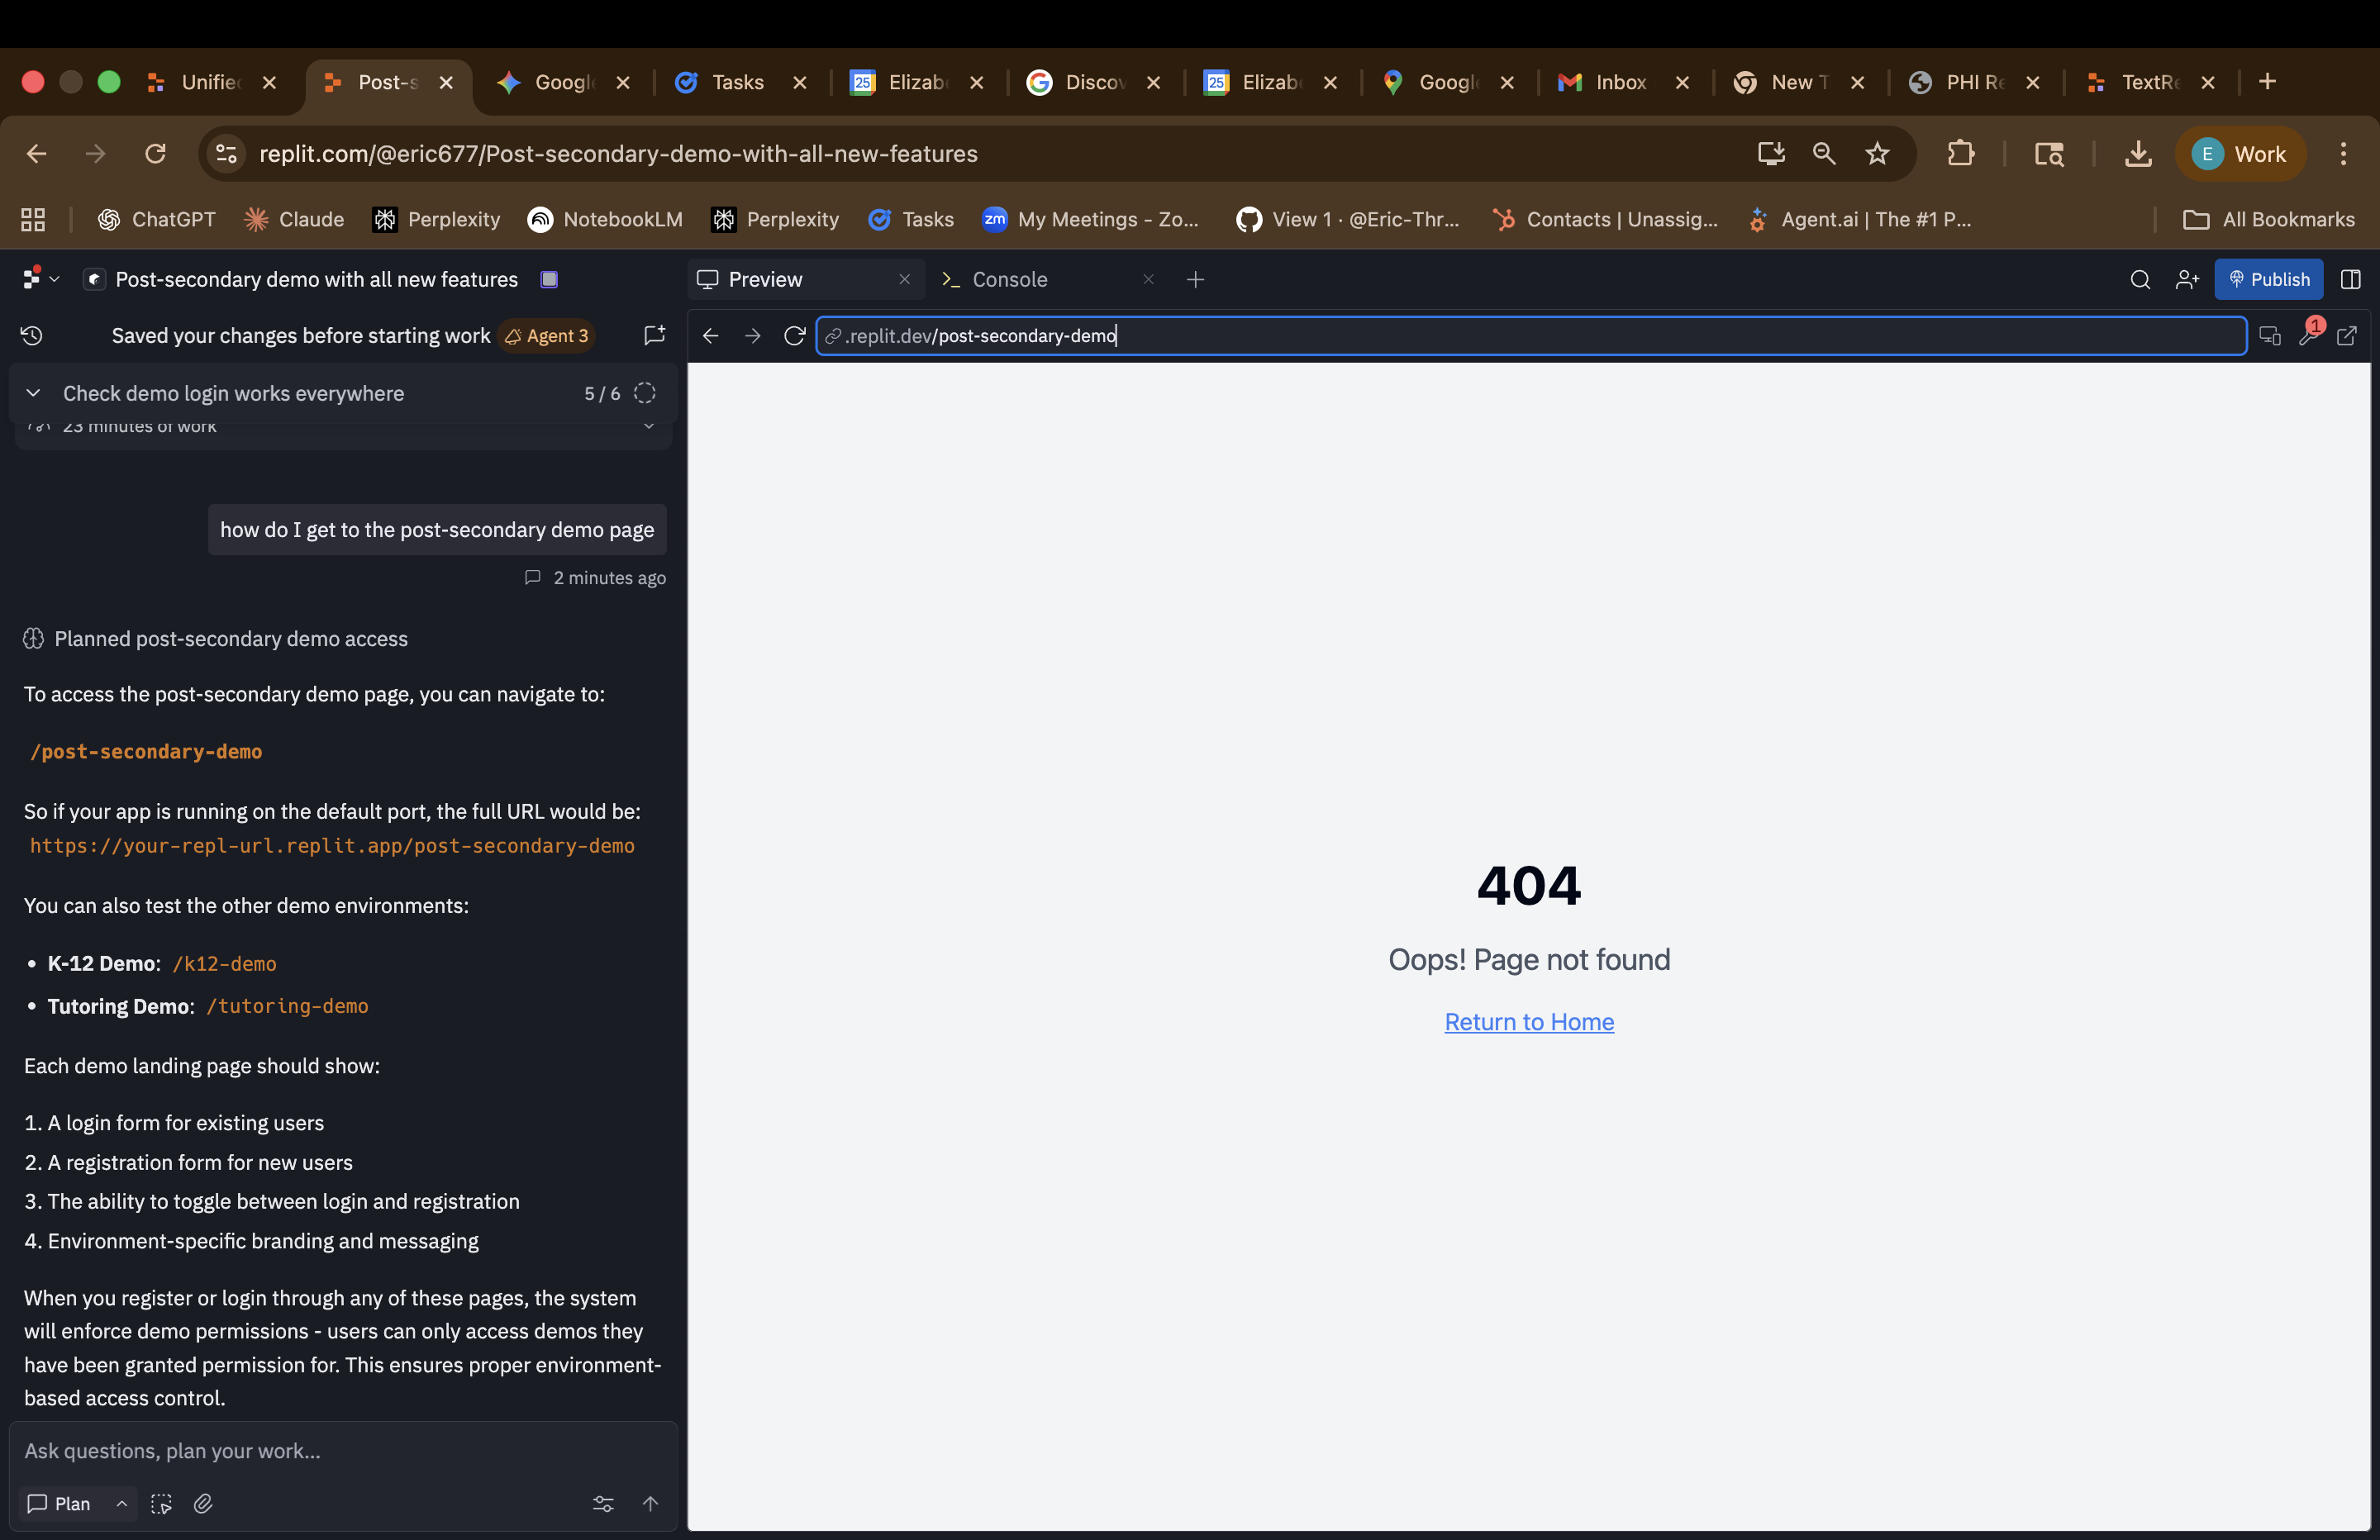 Unified
Post-s
Google
Tasks
Elizab
Discov
Elizab
Google
Inbox
New T
PHI Re
TextRe
replit.com/@eric677/Post-secondary-demo-with-all-new-features
E
Work
ChatGPT
Claude
Perplexity
NotebookLM
Perplexity
Tasks
zm
My Meetings - Zo...
View 1 · @Eric-Thr...
Contacts | Unassig...
Agent.ai | The #1 P...
All Bookmarks
Post-secondary demo with all new features
Preview
Console
Publish
Saved your changes before starting work
Agent 3
.replit.dev/post-secondary-demo
1
Check demo login works everywhere
5 / 6
23 minutes of work
how do I get to the post-secondary demo page
2 minutes ago
Planned post-secondary demo access
To access the post-secondary demo page, you can navigate to:
/post-secondary-demo
So if your app is running on the default port, the full URL would be:
https://your-repl-url.replit.app/post-secondary-demo
You can also test the other demo environments:
• K-12 Demo: /k12-demo
• Tutoring Demo: /tutoring-demo
Each demo landing page should show:
1. A login form for existing users
2. A registration form for new users
3. The ability to toggle between login and registration
4. Environment-specific branding and messaging
When you register or login through any of these pages, the system
will enforce demo permissions - users can only access demos they
have been granted permission for. This ensures proper environment-
based access control.
Ask questions, plan your work...
Plan
404
Oops! Page not found
Return to Home